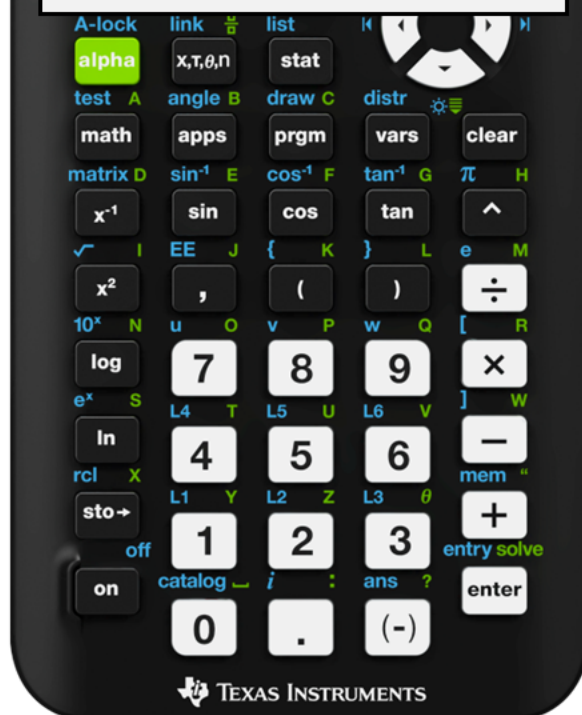 A-lock link 믐 list
alpha X,T,θ,n stat
test A angle B draw C distr
math apps prgm vars clear
matrix D sin⁻¹ E cos⁻¹ F tan⁻¹ G π H
x⁻¹ sin cos tan ^
√ I EE J { K } L e M
x² , ( ) ÷
10ˣ N u O v P w Q [ R
log 7 8 9 ×
eˣ S L4 T L5 U L6 V ] W
ln 4 5 6 −
rcl X L1 Y L2 Z L3 θ mem "
sto→ 1 2 3 +
off catalog ⎵ i : ans ? entry solve
on 0 . (-) enter
TEXAS INSTRUMENTS